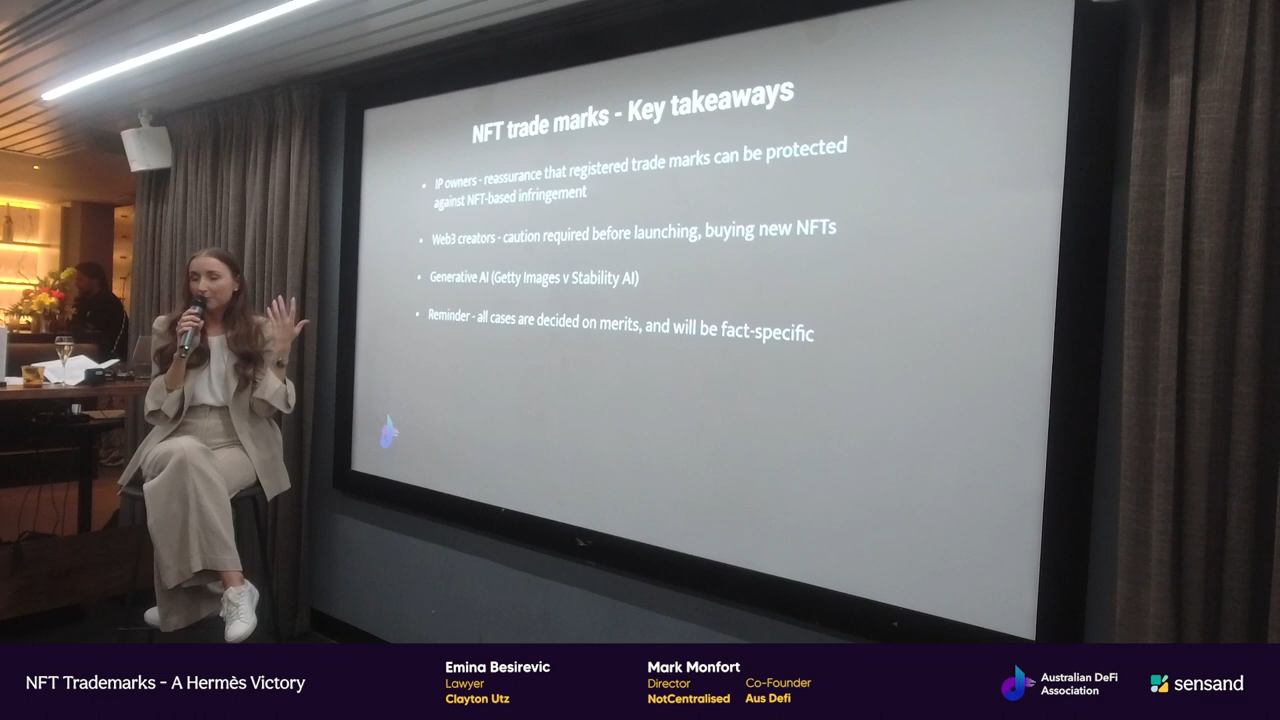 NFT trade marks - Key takeaways
• IP owners - reassurance that registered trade marks can be protected
against NFT-based infringement
• Web3 creators - caution required before launching, buying new NFTs
• Generative AI (Getty Images v Stability AI)
• Reminder - all cases are decided on merits, and will be fact-specific
NFT Trademarks - A Hermès Victory
Emina Besirevic
Lawyer
Clayton Utz
Mark Monfort
Director
NotCentralised
Co-Founder
Aus Defi
Australian DeFi
Association
sensand